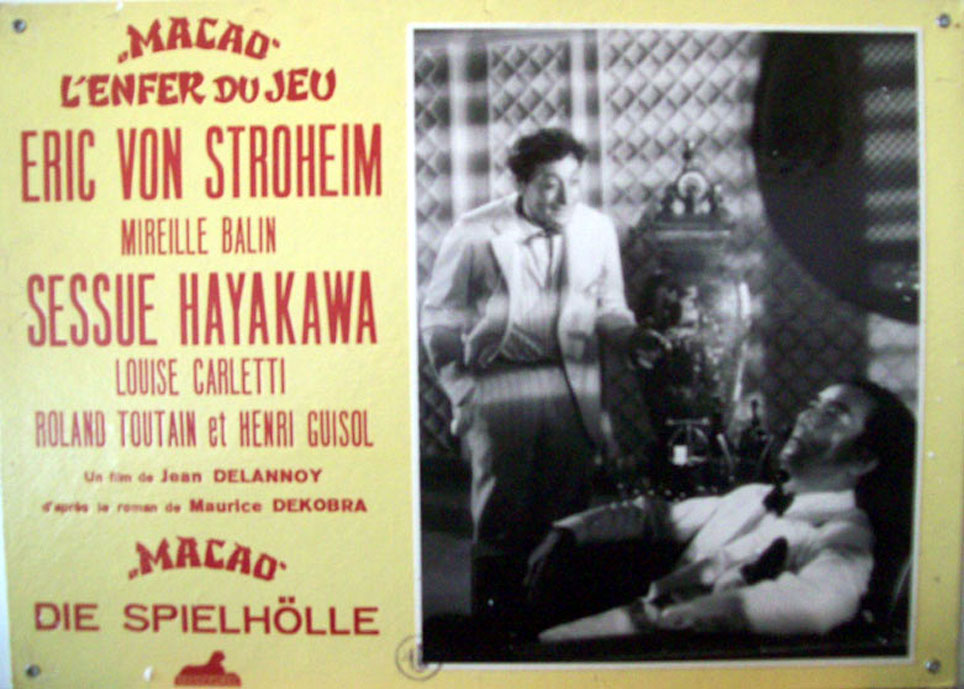 „MACAO“
L'ENFER DU JEU
ERIC VON STROHEIM
MIREILLE BALIN
SESSUE HAYAKAWA
LOUISE CARLETTI
ROLAND TOUTAIN et HENRI GUISOL
Un film de Jean DELANNOY
d'après le roman de Maurice DEKOBRA
„MACAO“
DIE SPIELHÖLLE